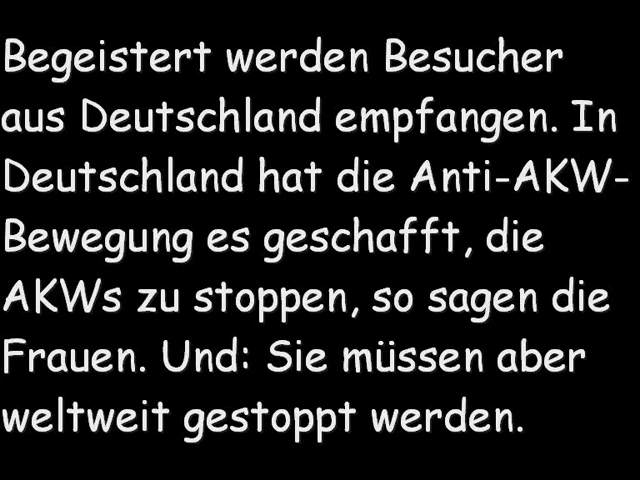 Begeistert werden Besucher
aus Deutschland empfangen. In
Deutschland hat die Anti-AKW-
Bewegung es geschafft, die
AKWs zu stoppen, so sagen die
Frauen. Und: Sie müssen aber
weltweit gestoppt werden.